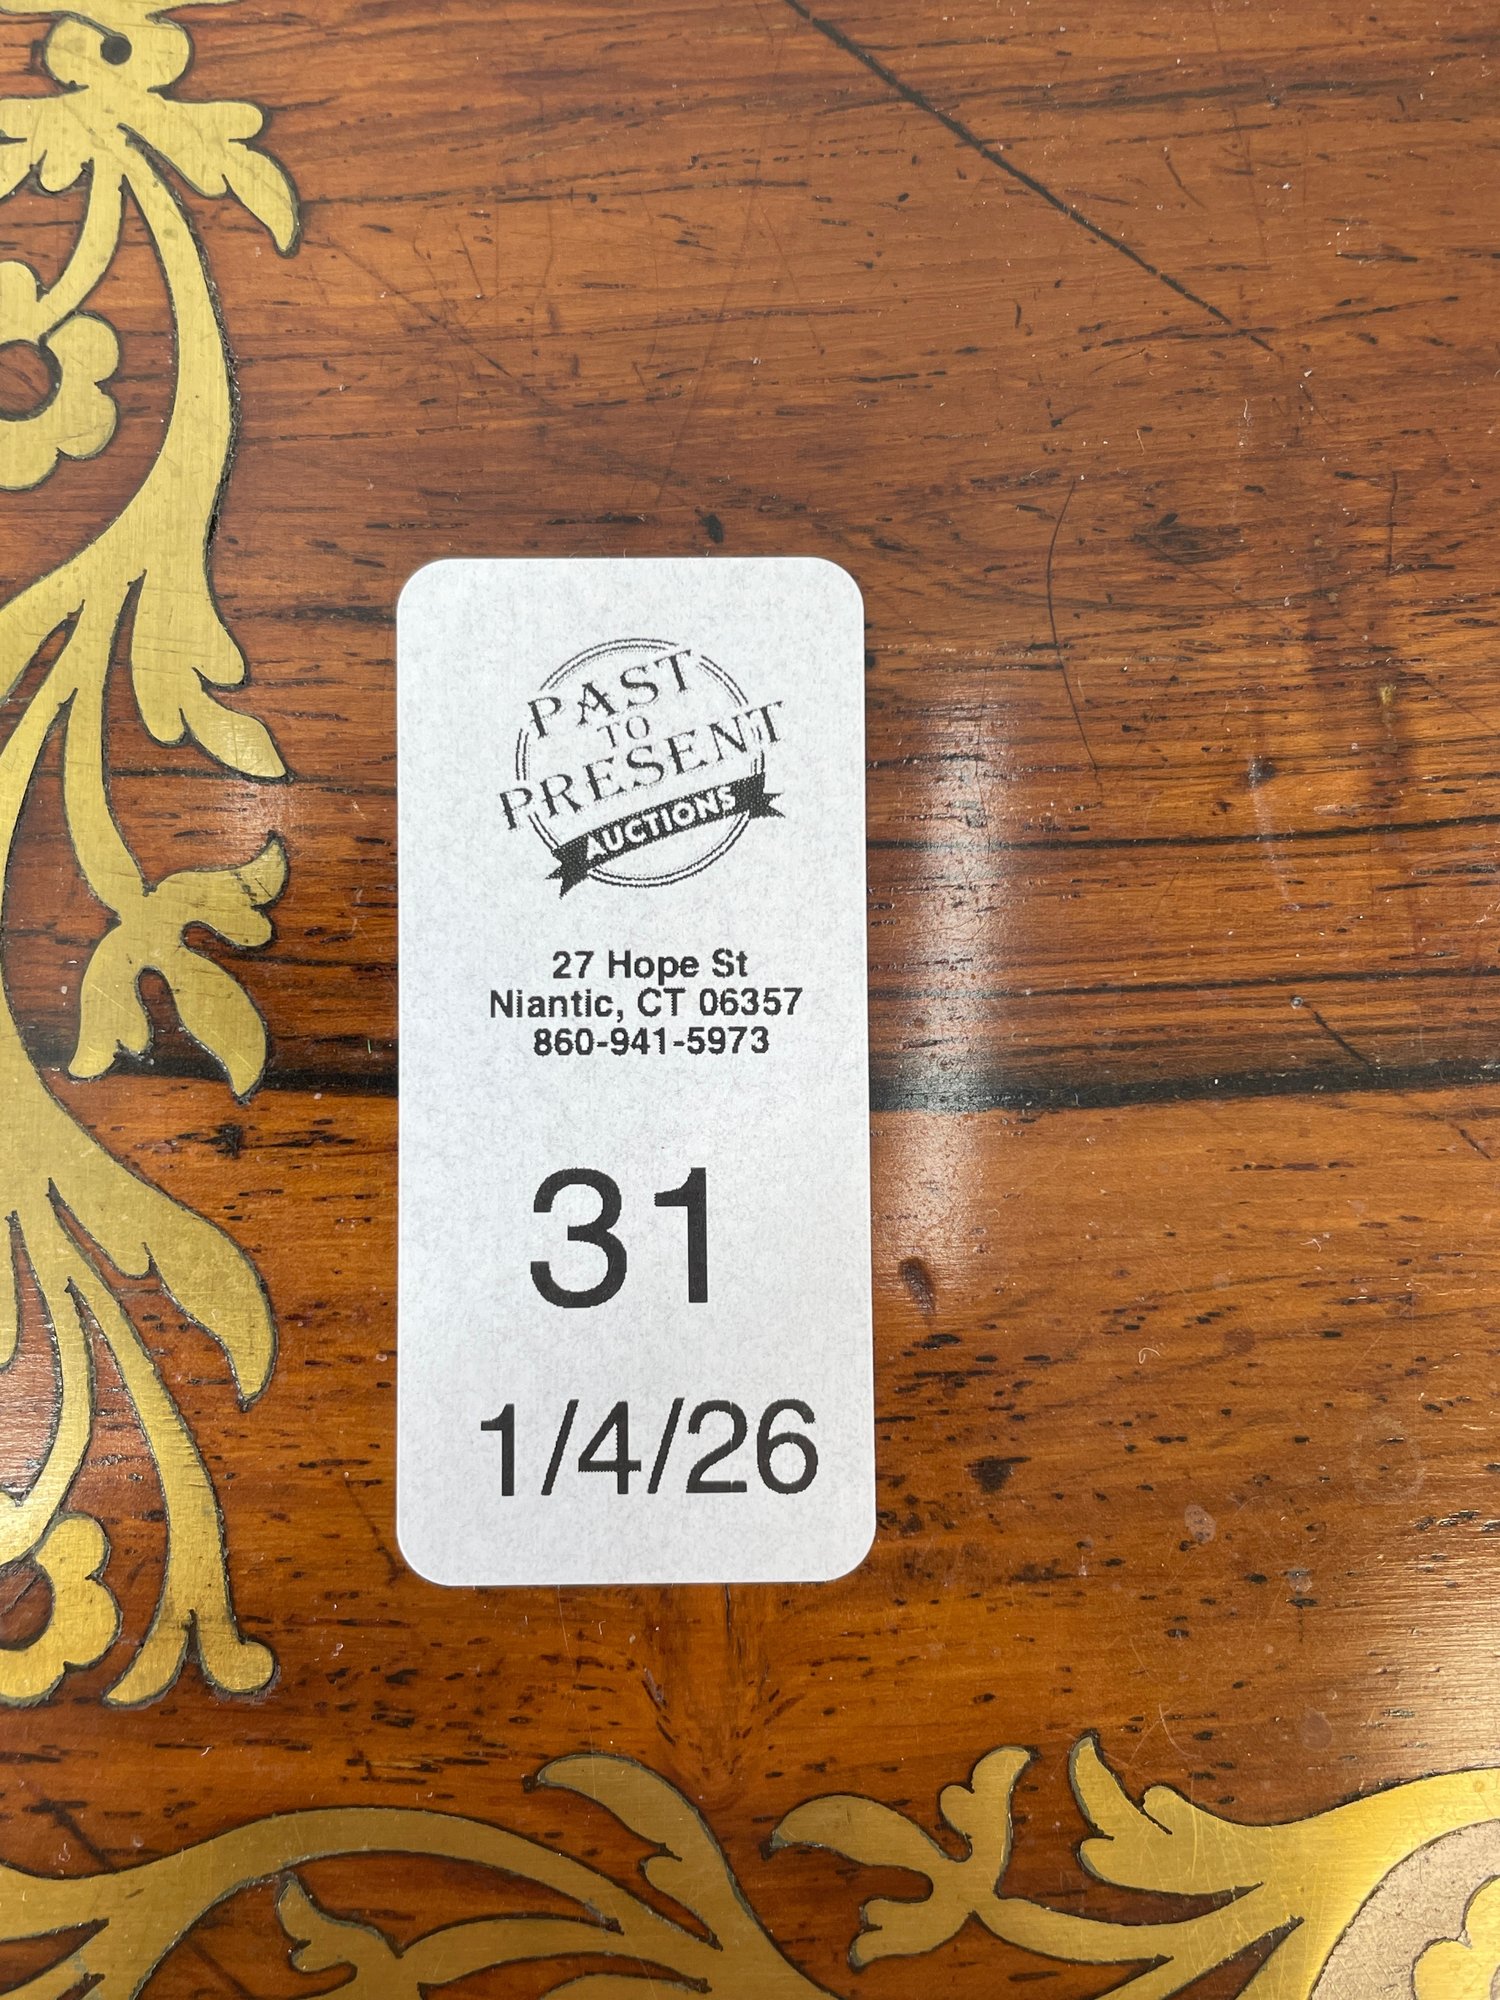 PAST
TO
PRESENT
AUCTIONS
27 Hope St
Niantic, CT 06357
860-941-5973
31
1/4/26